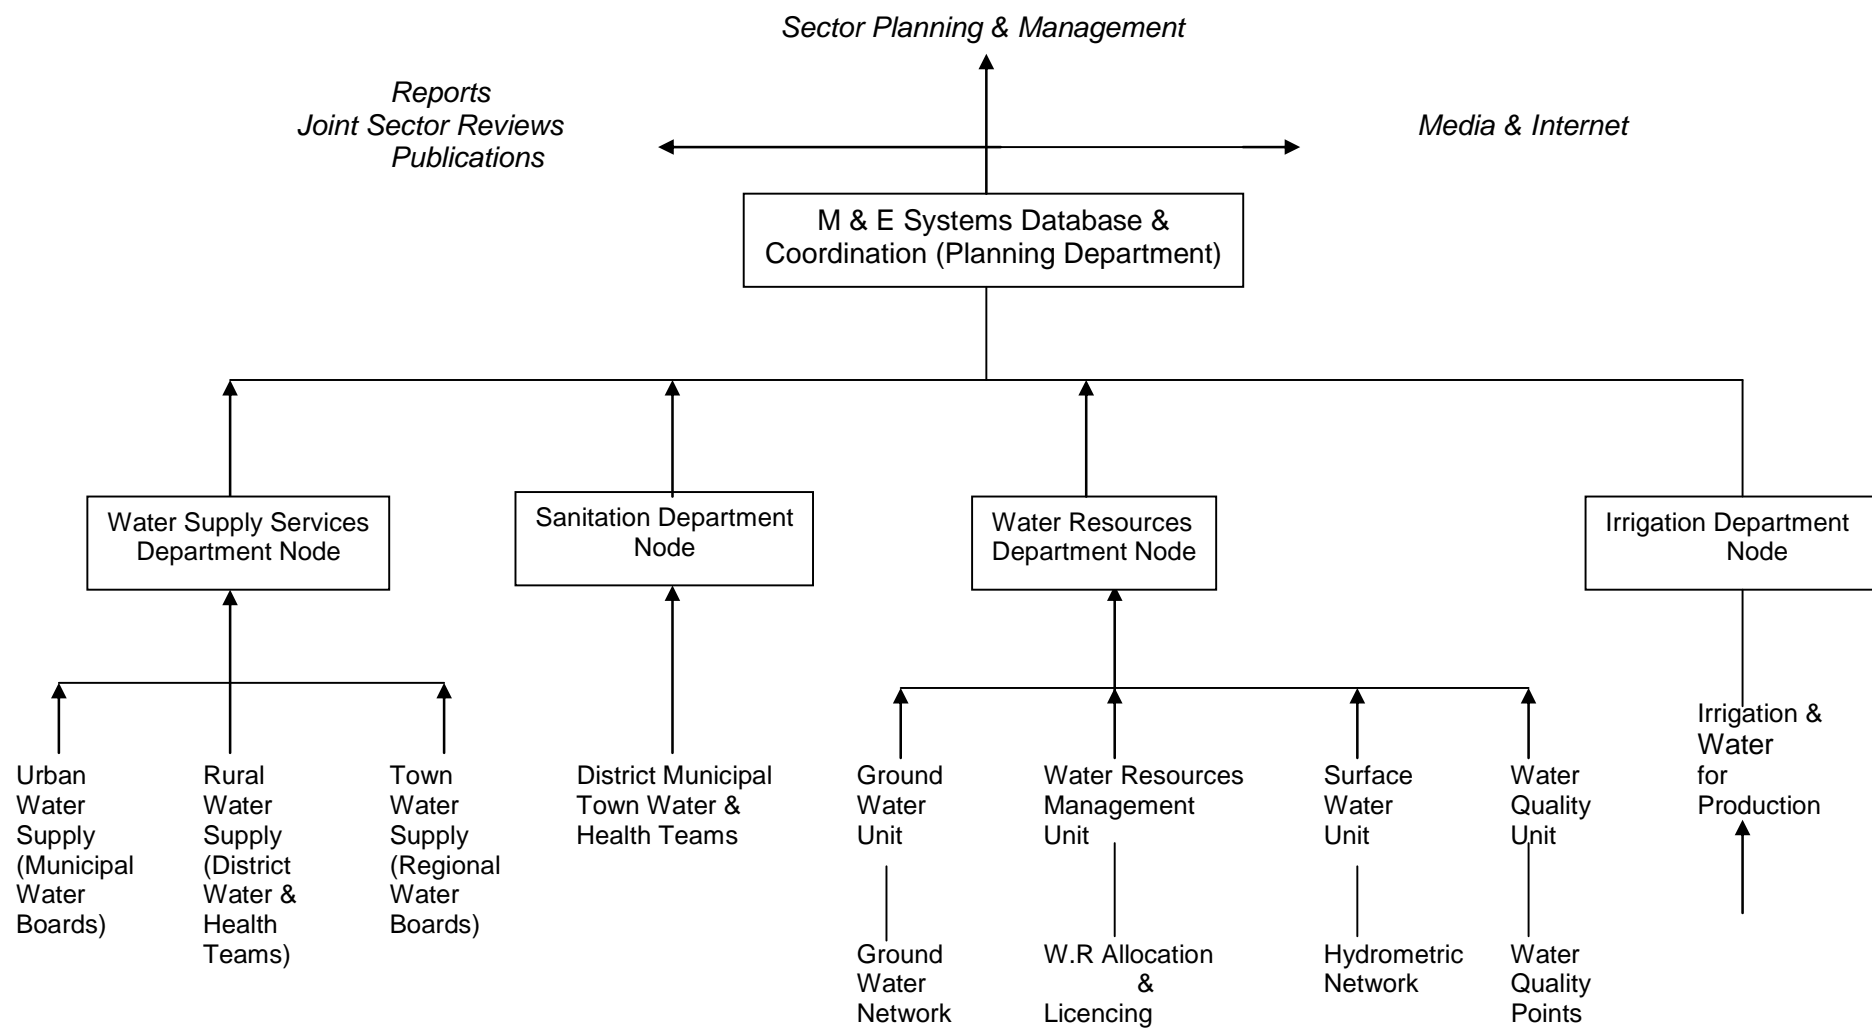 Sector Planning & Management
Reports
Joint Sector Reviews
Publications
Media & Internet
M & E Systems Database &
Coordination (Planning Department)
Water Supply Services
Department Node
Sanitation Department
Node
Water Resources
Department Node
Irrigation Department
Node
Urban
Water
Supply
(Municipal
Water
Boards)
Rural
Water
Supply
(District
Water &
Health
Teams)
Town
Water
Supply
(Regional
Water
Boards)
District Municipal
Town Water &
Health Teams
Ground
Water
Unit
Water Resources
Management
Unit
Surface
Water
Unit
Water
Quality
Unit
Irrigation &
Water
for
Production
Ground
Water
Network
W.R Allocation
&
Licencing
Hydrometric
Network
Water
Quality
Points